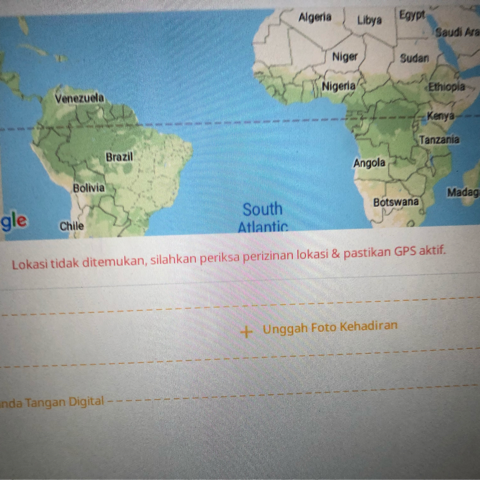 Algeria
Libya
Egypt
Saudi Ara
Niger
Sudan
Nigeria
Ethiopia
Venezuela
Kenya
Tanzania
Brazil
Angola
Bolivia
Madag
Botswana
South
Atlantic
gle
Chile
Lokasi tidak ditemukan, silahkan periksa perizinan lokasi & pastikan GPS aktif.
+ Unggah Foto Kehadiran
nda Tangan Digital